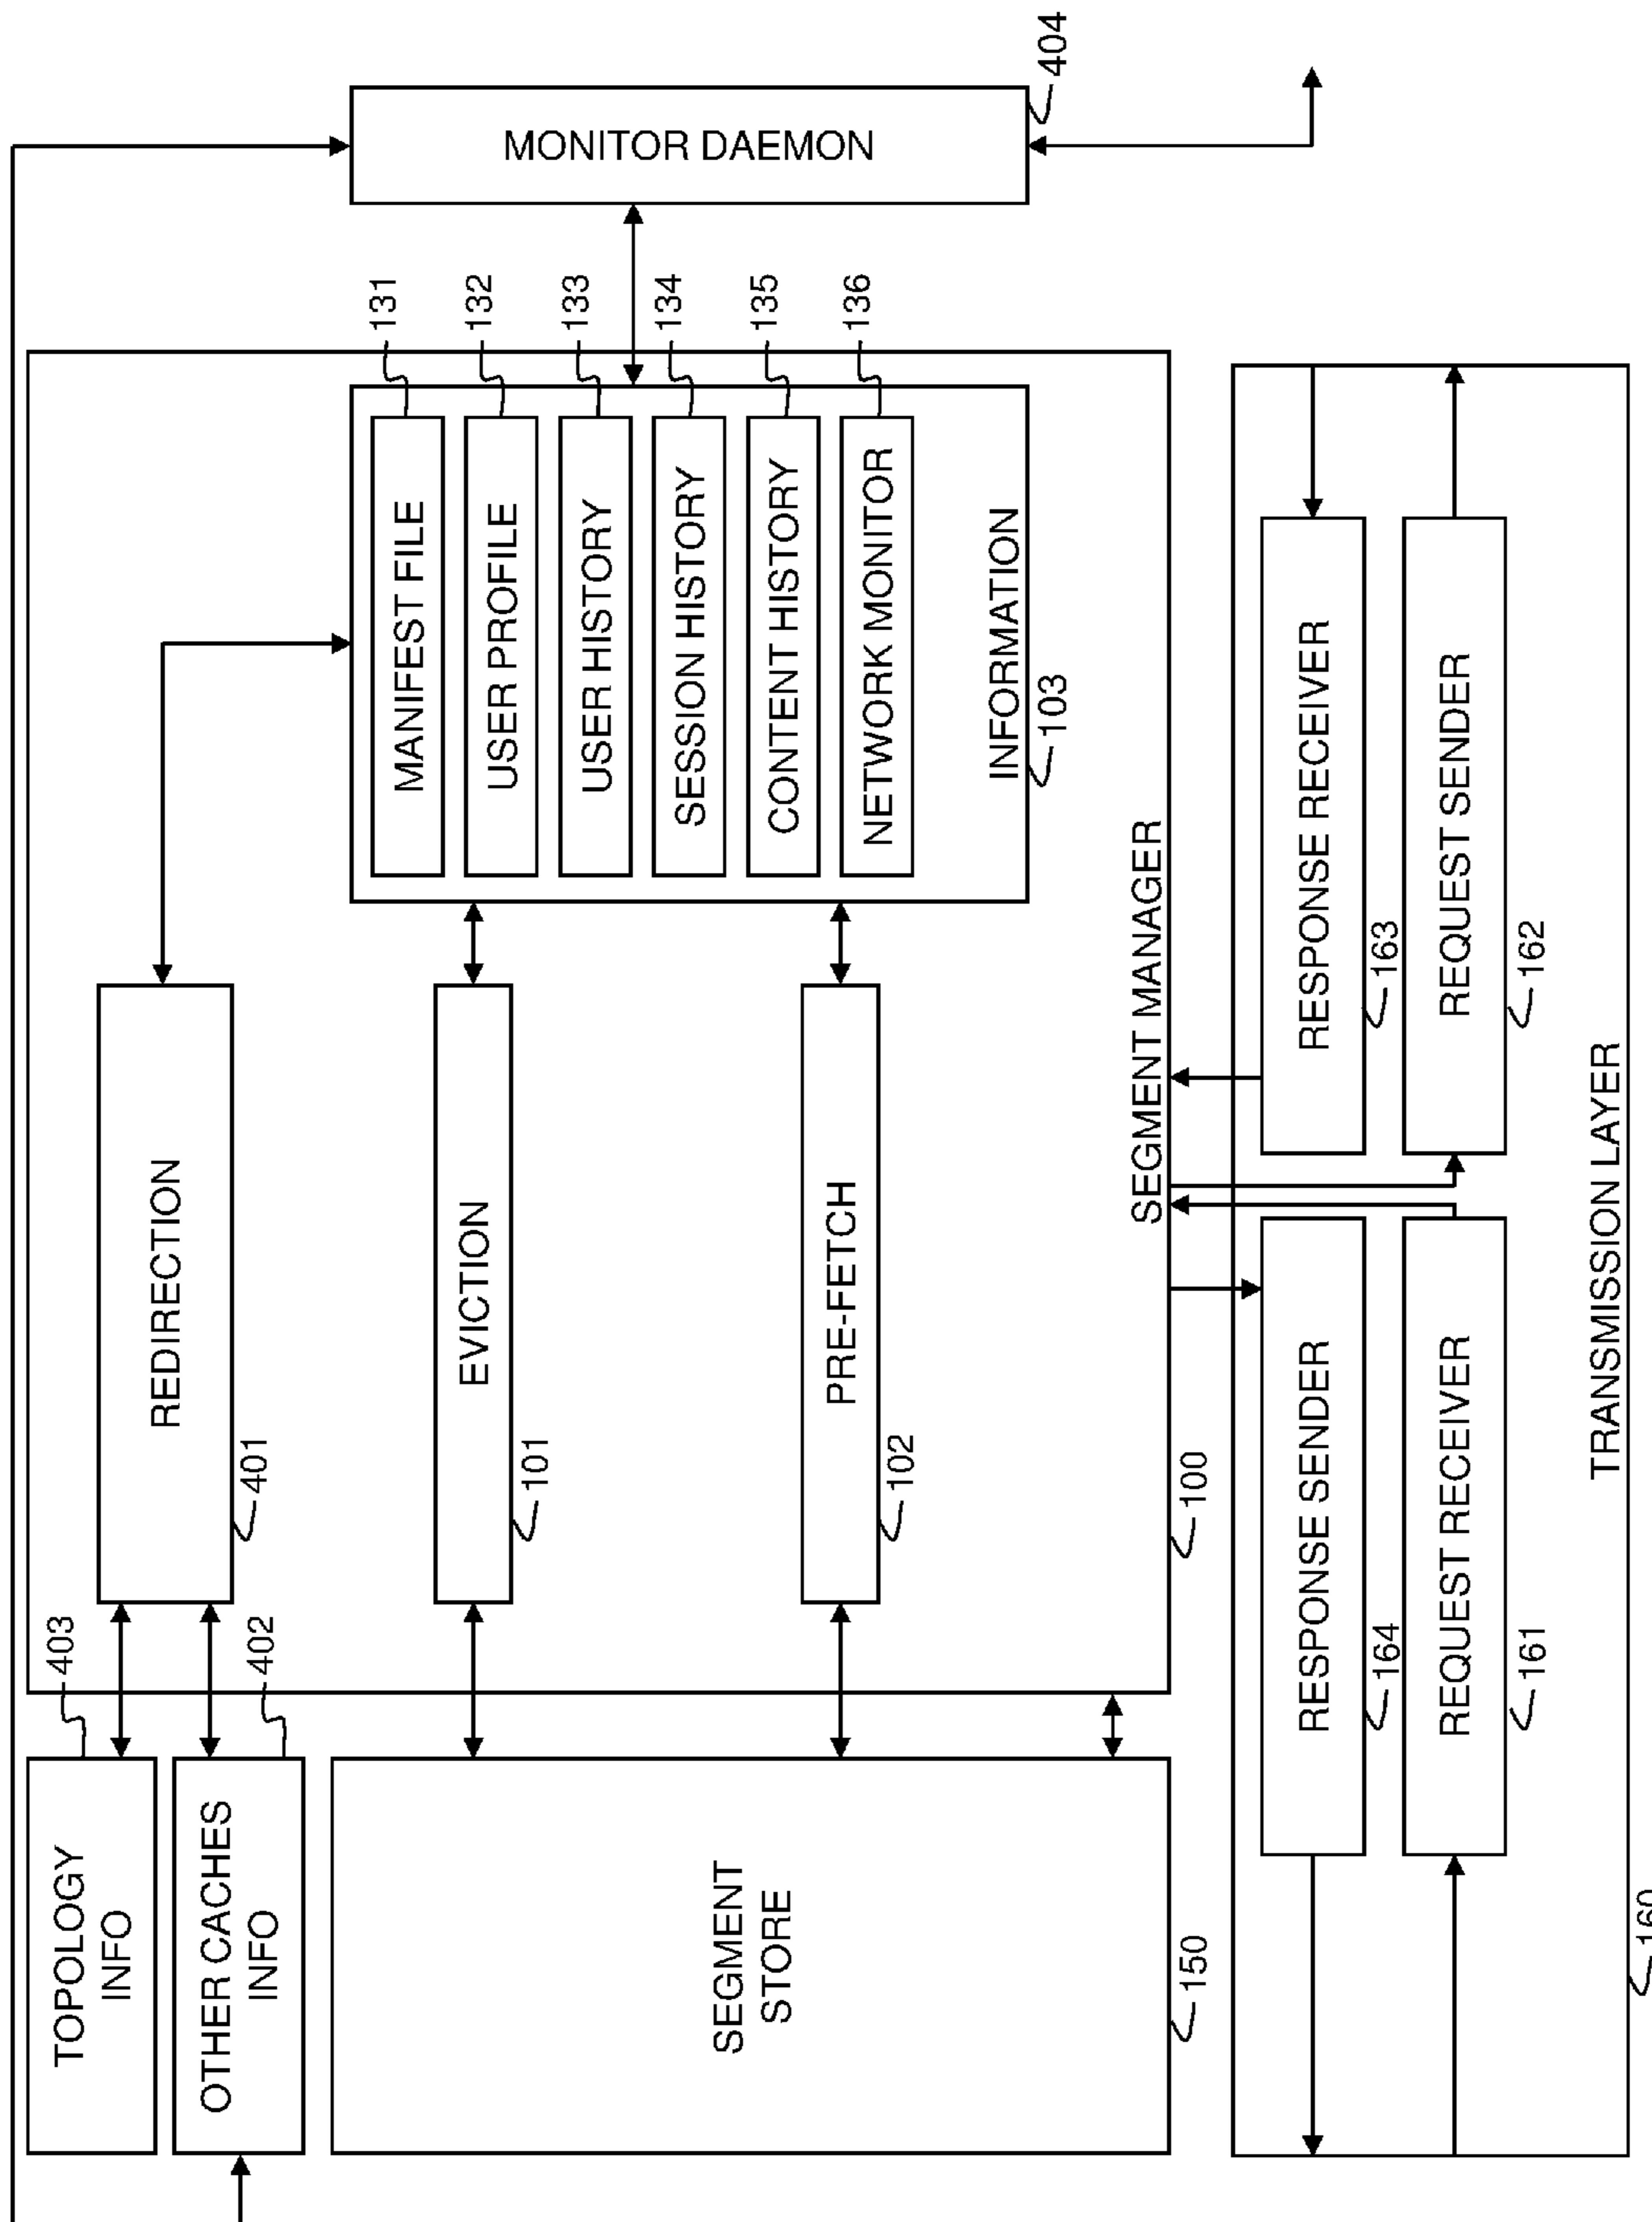 TOPOLOGY
INFO
403
OTHER CACHES
INFO
402
REDIRECTION
401
SEGMENT
STORE
150
EVICTION
101
PRE-FETCH
102
MANIFEST FILE
131
USER PROFILE
132
USER HISTORY
133
SESSION HISTORY
134
CONTENT HISTORY
135
NETWORK MONITOR
136
INFORMATION
103
MONITOR DAEMON
404
SEGMENT MANAGER
100
RESPONSE SENDER
164
RESPONSE RECEIVER
163
REQUEST RECEIVER
161
REQUEST SENDER
162
TRANSMISSION LAYER
160